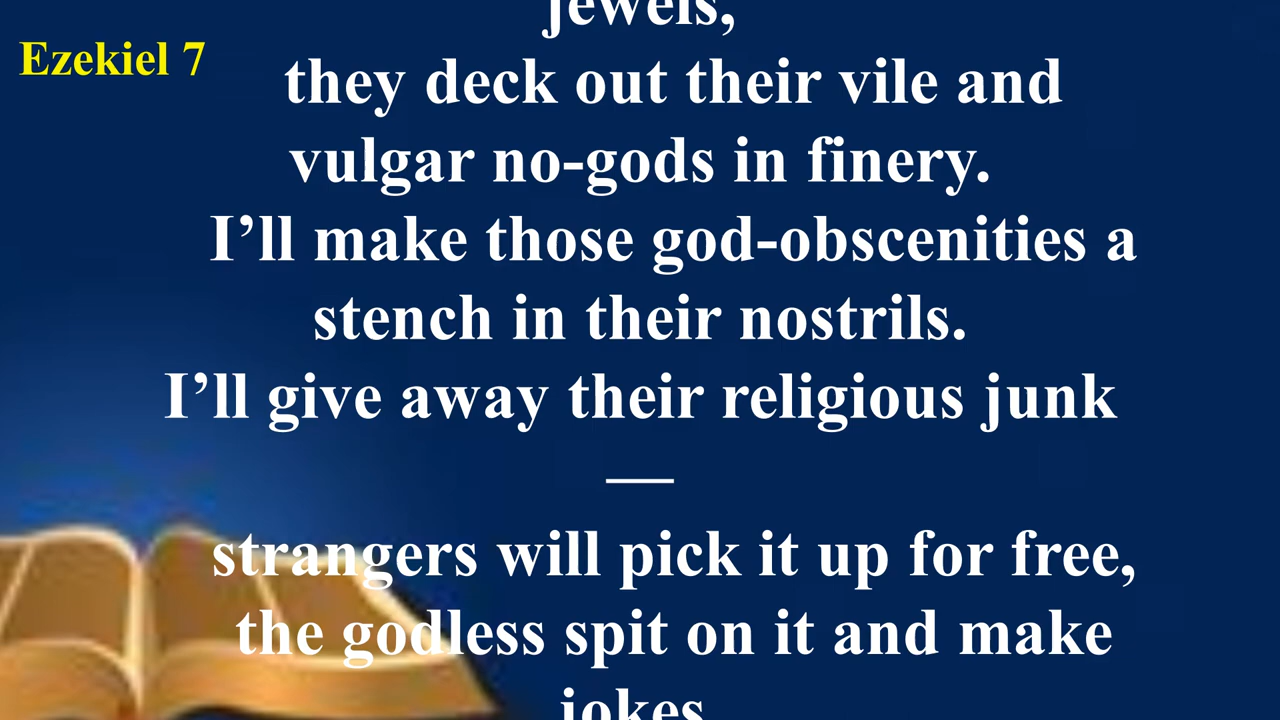 jewels,
Ezekiel 7
they deck out their vile and
vulgar no-gods in finery.
I’ll make those god-obscenities a
stench in their nostrils.
I’ll give away their religious junk
—
strangers will pick it up for free,
the godless spit on it and make
jokes